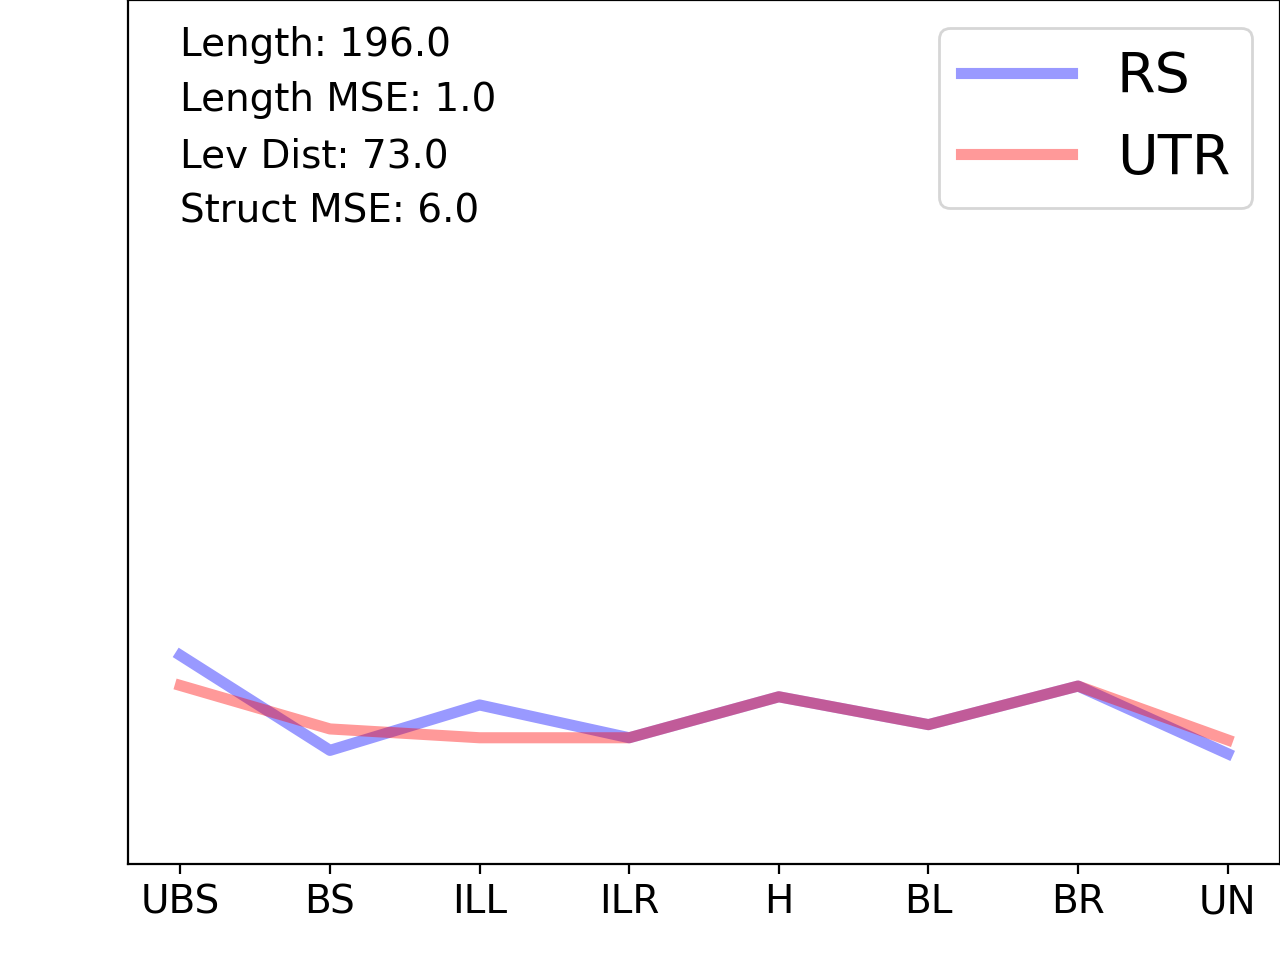 Length: 196.0
Length MSE: 1.0
Lev Dist: 73.0
Struct MSE: 6.0
RS
UTR
UBS BS ILL ILR H BL BR UN